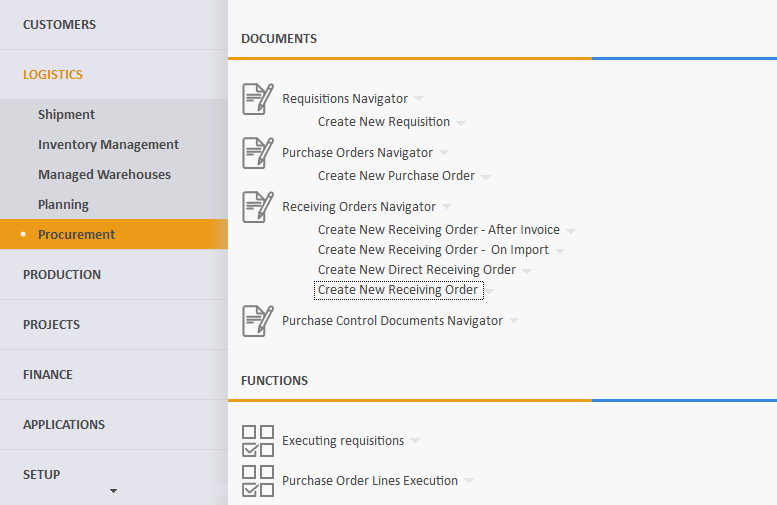 CUSTOMERS
LOGISTICS
Shipment
Inventory Management
Managed Warehouses
Planning
Procurement
PRODUCTION
PROJECTS
FINANCE
APPLICATIONS
SETUP
DOCUMENTS
Requisitions Navigator
Create New Requisition
Purchase Orders Navigator
Create New Purchase Order
Receiving Orders Navigator
Create New Receiving Order - After Invoice
Create New Receiving Order -  On Import
Create New Direct Receiving Order
Create New Receiving Order
Purchase Control Documents Navigator
FUNCTIONS
Executing requisitions
Purchase Order Lines Execution